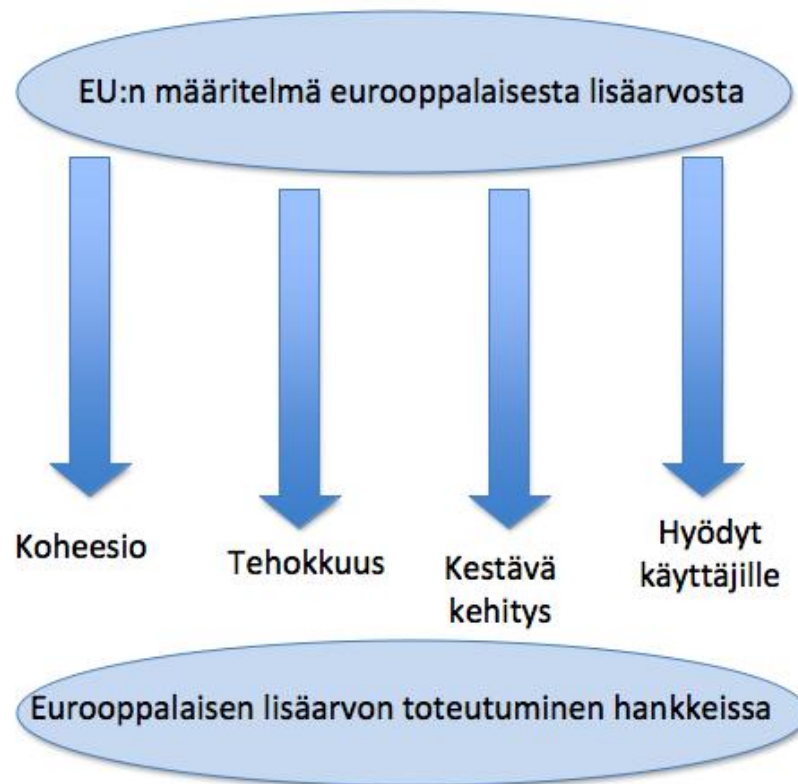 EU:n määritelmä eurooppalaisesta lisäarvosta
Koheesio
Tehokkuus
Kestävä
kehitys
Hyödyt
käyttäjille
Eurooppalaisen lisäarvon toteutuminen hankkeissa